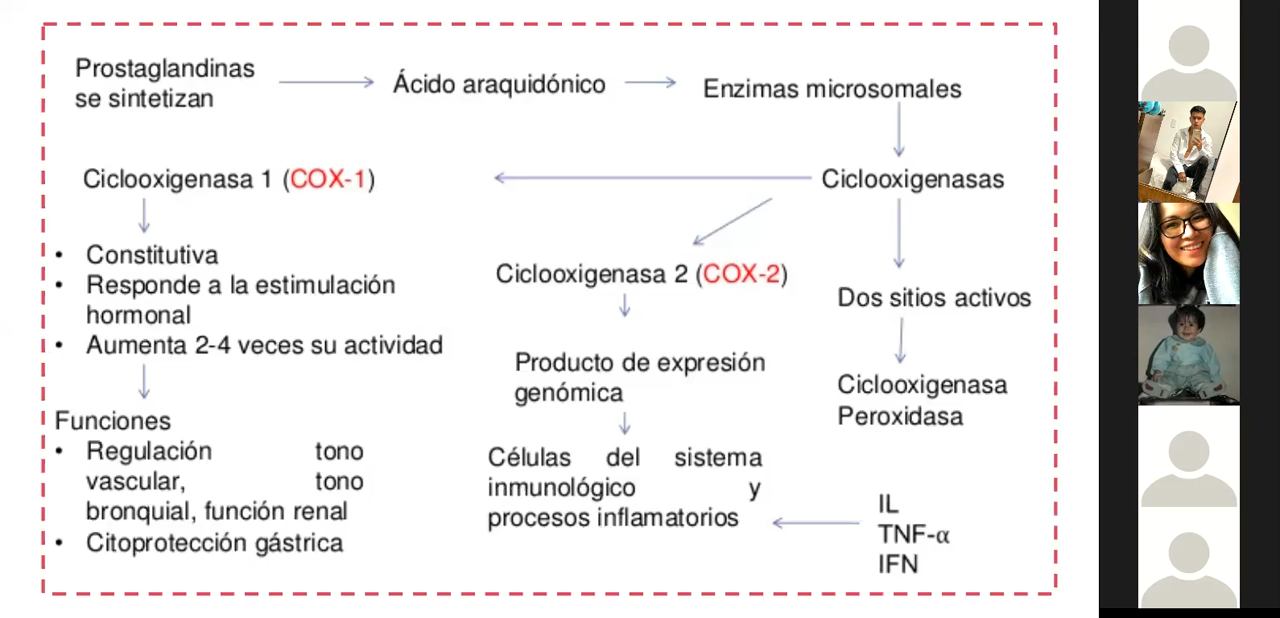 Prostaglandinas
se sintetizan
Ácido araquidónico
Enzimas microsomales
Ciclooxigenasa 1 (COX-1)
Ciclooxigenasas
Constitutiva
Responde a la estimulación
hormonal
Aumenta 2-4 veces su actividad
Funciones
Regulación tono
vascular, tono
bronquial, función renal
Citoprotección gástrica
Ciclooxigenasa 2 (COX-2)
Producto de expresión
genómica
Células del sistema
inmunológico y
procesos inflamatorios
Dos sitios activos
Ciclooxigenasa
Peroxidasa
IL
TNF-α
IFN